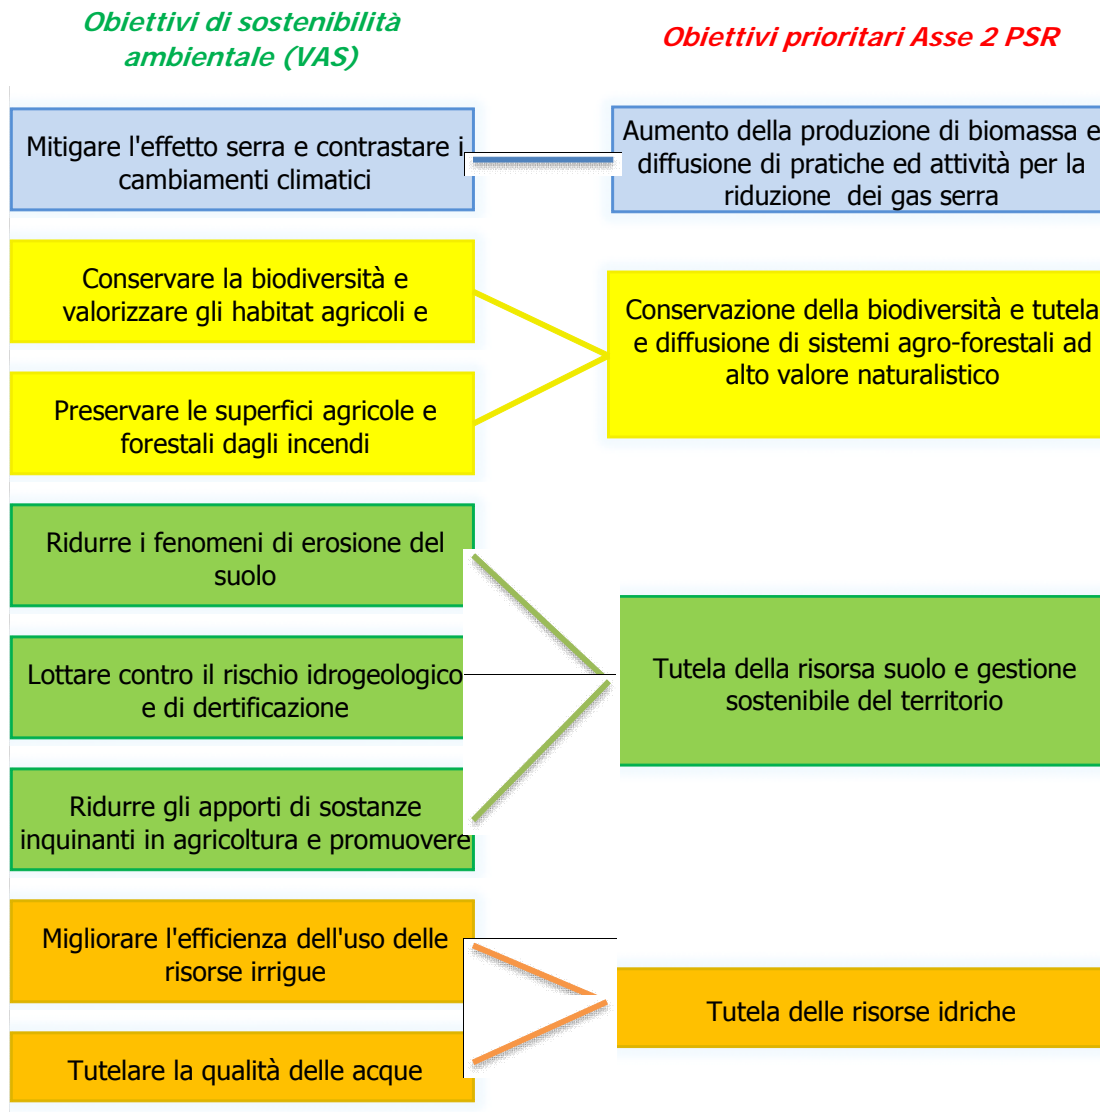 Obiettivi di sostenibilità
ambientale (VAS)
Obiettivi prioritari Asse 2 PSR
Mitigare l'effetto serra e contrastare i
cambiamenti climatici
Aumento della produzione di biomassa e
diffusione di pratiche ed attività per la
riduzione dei gas serra
Conservare la biodiversità e
valorizzare gli habitat agricoli e
Conservazione della biodiversità e tutela
e diffusione di sistemi agro-forestali ad
alto valore naturalistico
Preservare le superfici agricole e
forestali dagli incendi
Ridurre i fenomeni di erosione del
suolo
Lottare contro il rischio idrogeologico
e di dertificazione
Tutela della risorsa suolo e gestione
sostenibile del territorio
Ridurre gli apporti di sostanze
inquinanti in agricoltura e promuovere
Migliorare l'efficienza dell'uso delle
risorse irrigue
Tutela delle risorse idriche
Tutelare la qualità delle acque